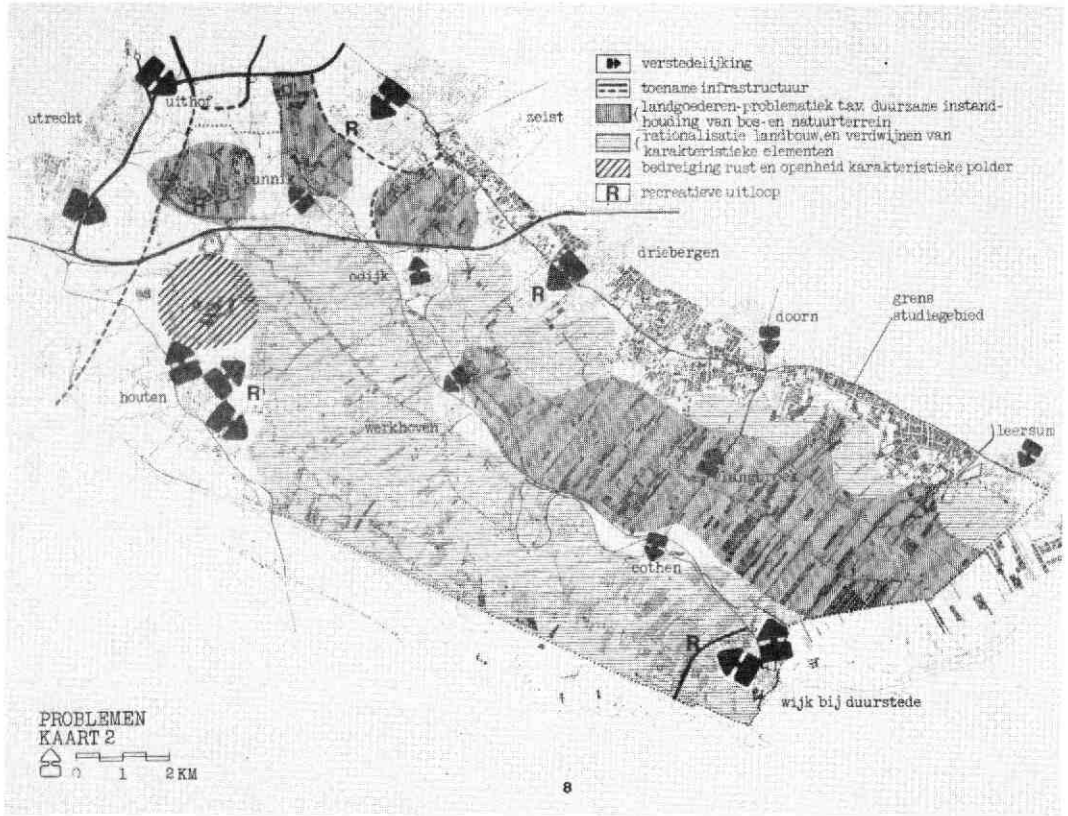 verstedelijking
toename infrastructuur
landgoederen-problematiek t.a.v. duurzame instand-
houding van bos- en natuurterrein
rationalisatie landbouw, en verdwijnen van
karakteristieke elementen
bedreiging rust en openheid karakteristieke polder
R recreatieve uitloop
utrecht
uithof
zeist
R
bunnik
R
odijk
R
driebergen
doorn
grens
studiegebied
houten
R
werkhoven
leersum
cothen
R
wijk bij duurstede
PROBLEMEN
KAART 2
0 1 2 KM
8